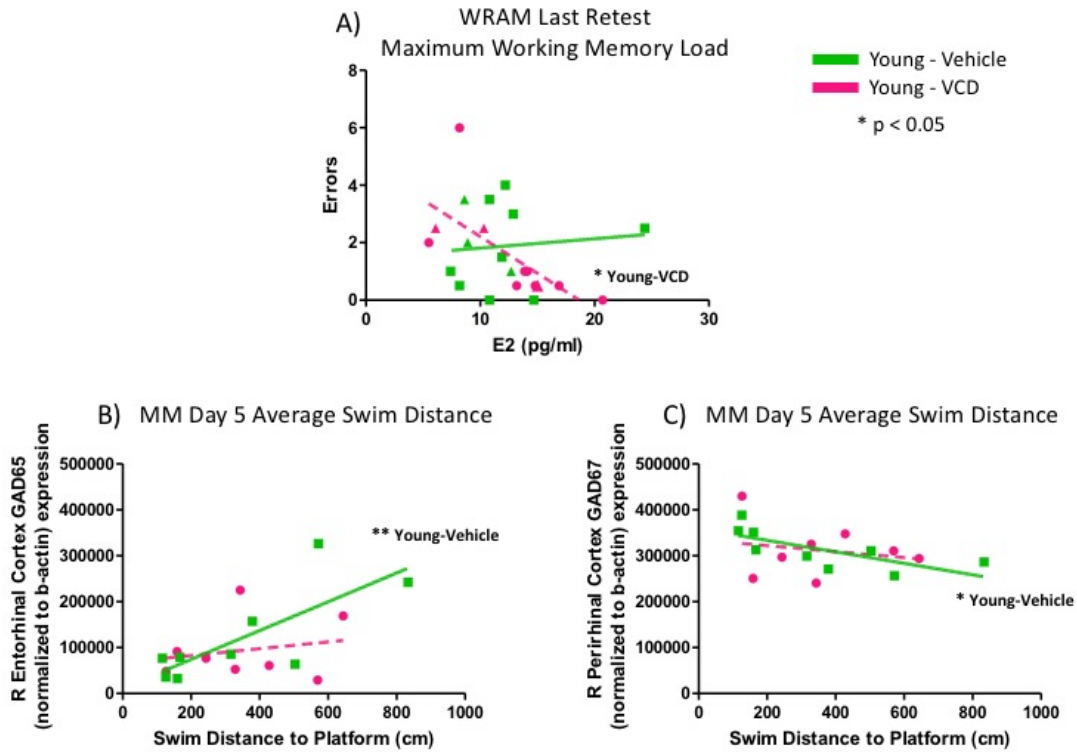 A)
WRAM Last Retest
Maximum Working Memory Load
Young - Vehicle
Young - VCD
* p < 0.05
8
6
4
2
0
Errors
* Young-VCD
0 10 20 30
E2 (pg/ml)
B) MM Day 5 Average Swim Distance
500000
400000
300000
200000
100000
0
R Entorhinal Cortex GAD65
(normalized to b-actin) expression
** Young-Vehicle
0 200 400 600 800 1000
Swim Distance to Platform (cm)
C) MM Day 5 Average Swim Distance
500000
400000
300000
200000
100000
0
R Perirhinal Cortex GAD67
(normalized to b-actin) expression
* Young-Vehicle
0 200 400 600 800 1000
Swim Distance to Platform (cm)